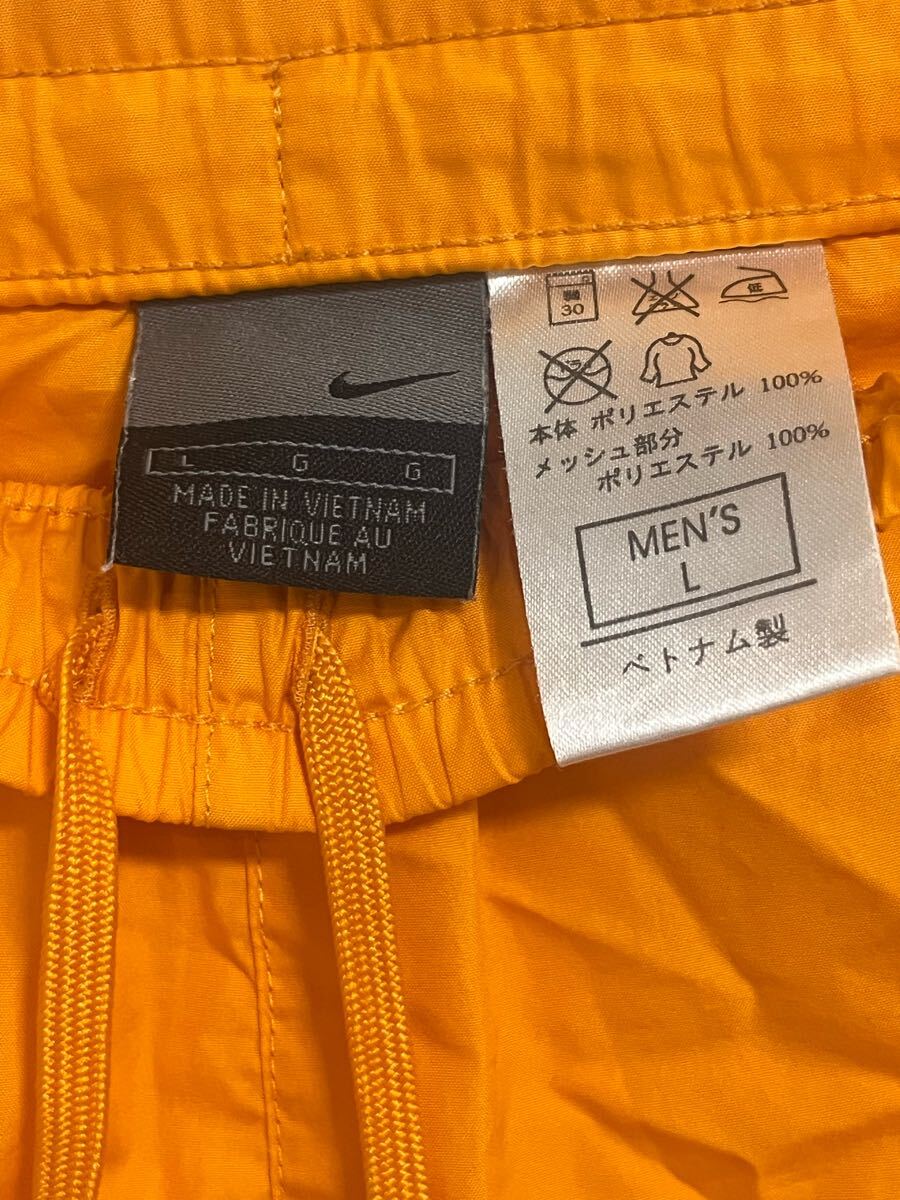 L G G
MADE IN VIETNAM
FABRIQUE AU
VIETNAM
30
低
本体 ポリエステル 100%
メッシュ部分
ポリエステル 100%
MEN'S
L
ベトナム製